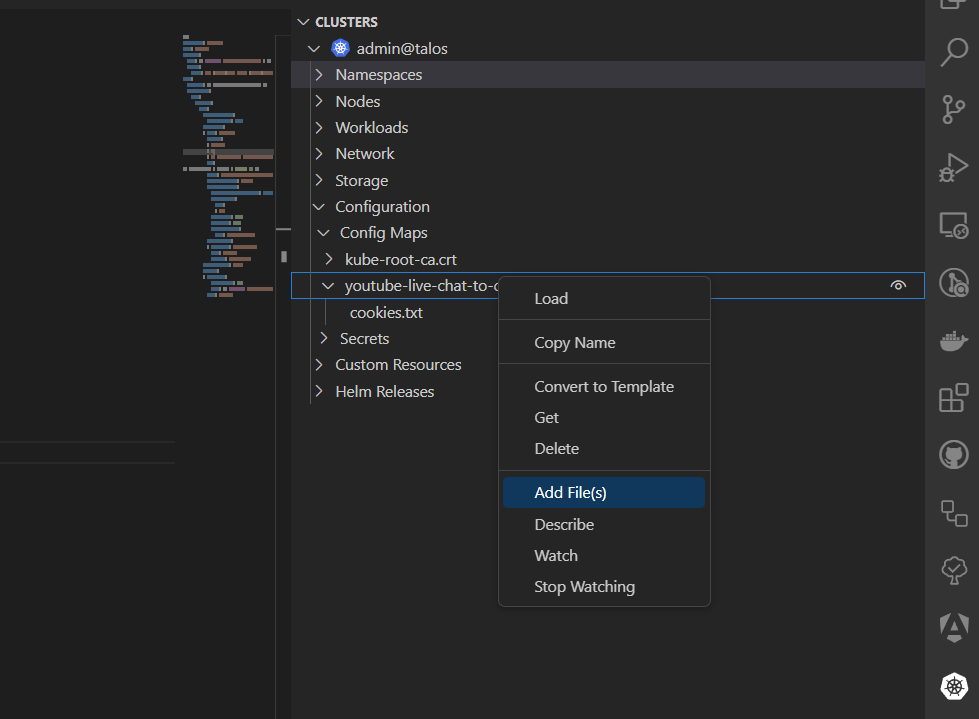 CLUSTERS
admin@talos
Namespaces
Nodes
Workloads
Network
Storage
Configuration
Config Maps
kube-root-ca.crt
youtube-live-chat-to-
cookies.txt
Secrets
Custom Resources
Helm Releases
Load
Copy Name
Convert to Template
Get
Delete
Add File(s)
Describe
Watch
Stop Watching